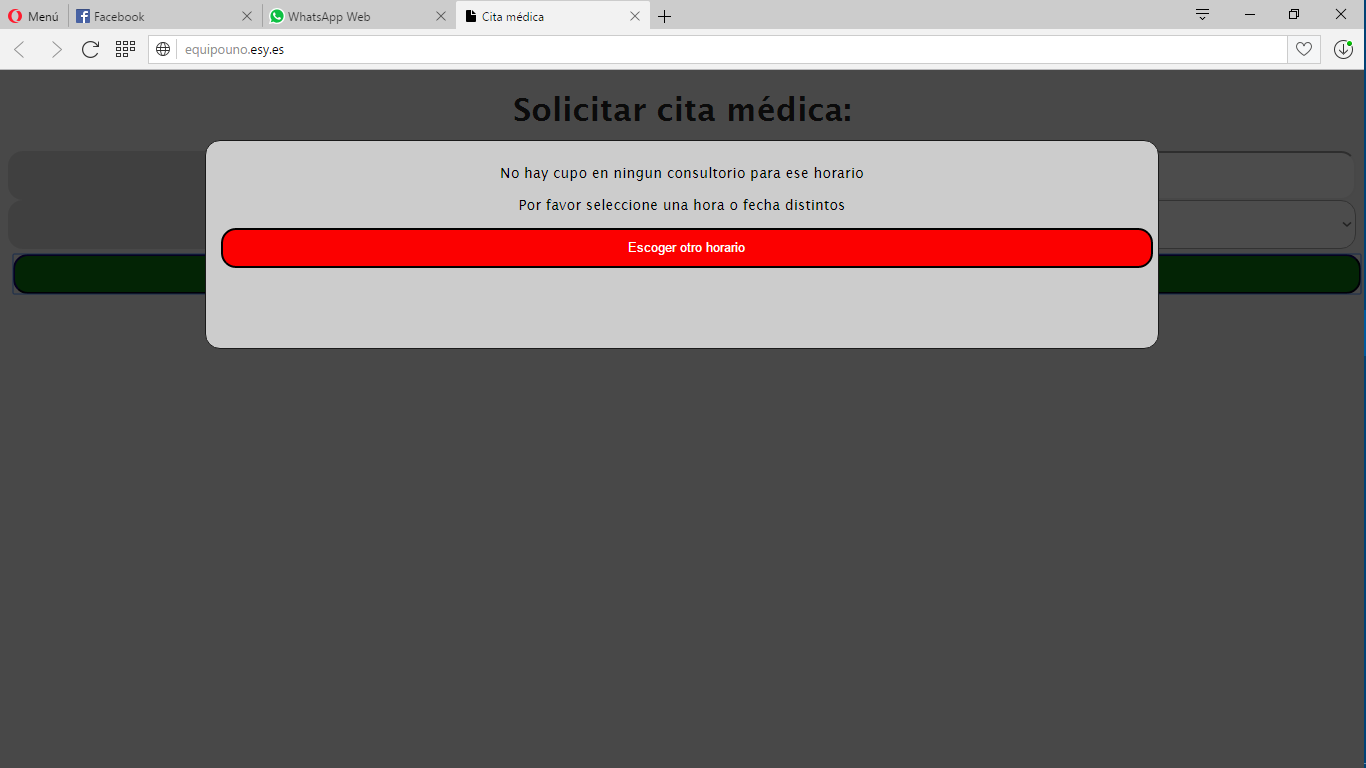 Menú
Facebook
WhatsApp Web
Cita médica
equipouno.esy.es
Solicitar cita médica:
No hay cupo en ningun consultorio para ese horario
Por favor seleccione una hora o fecha distintos
Escoger otro horario